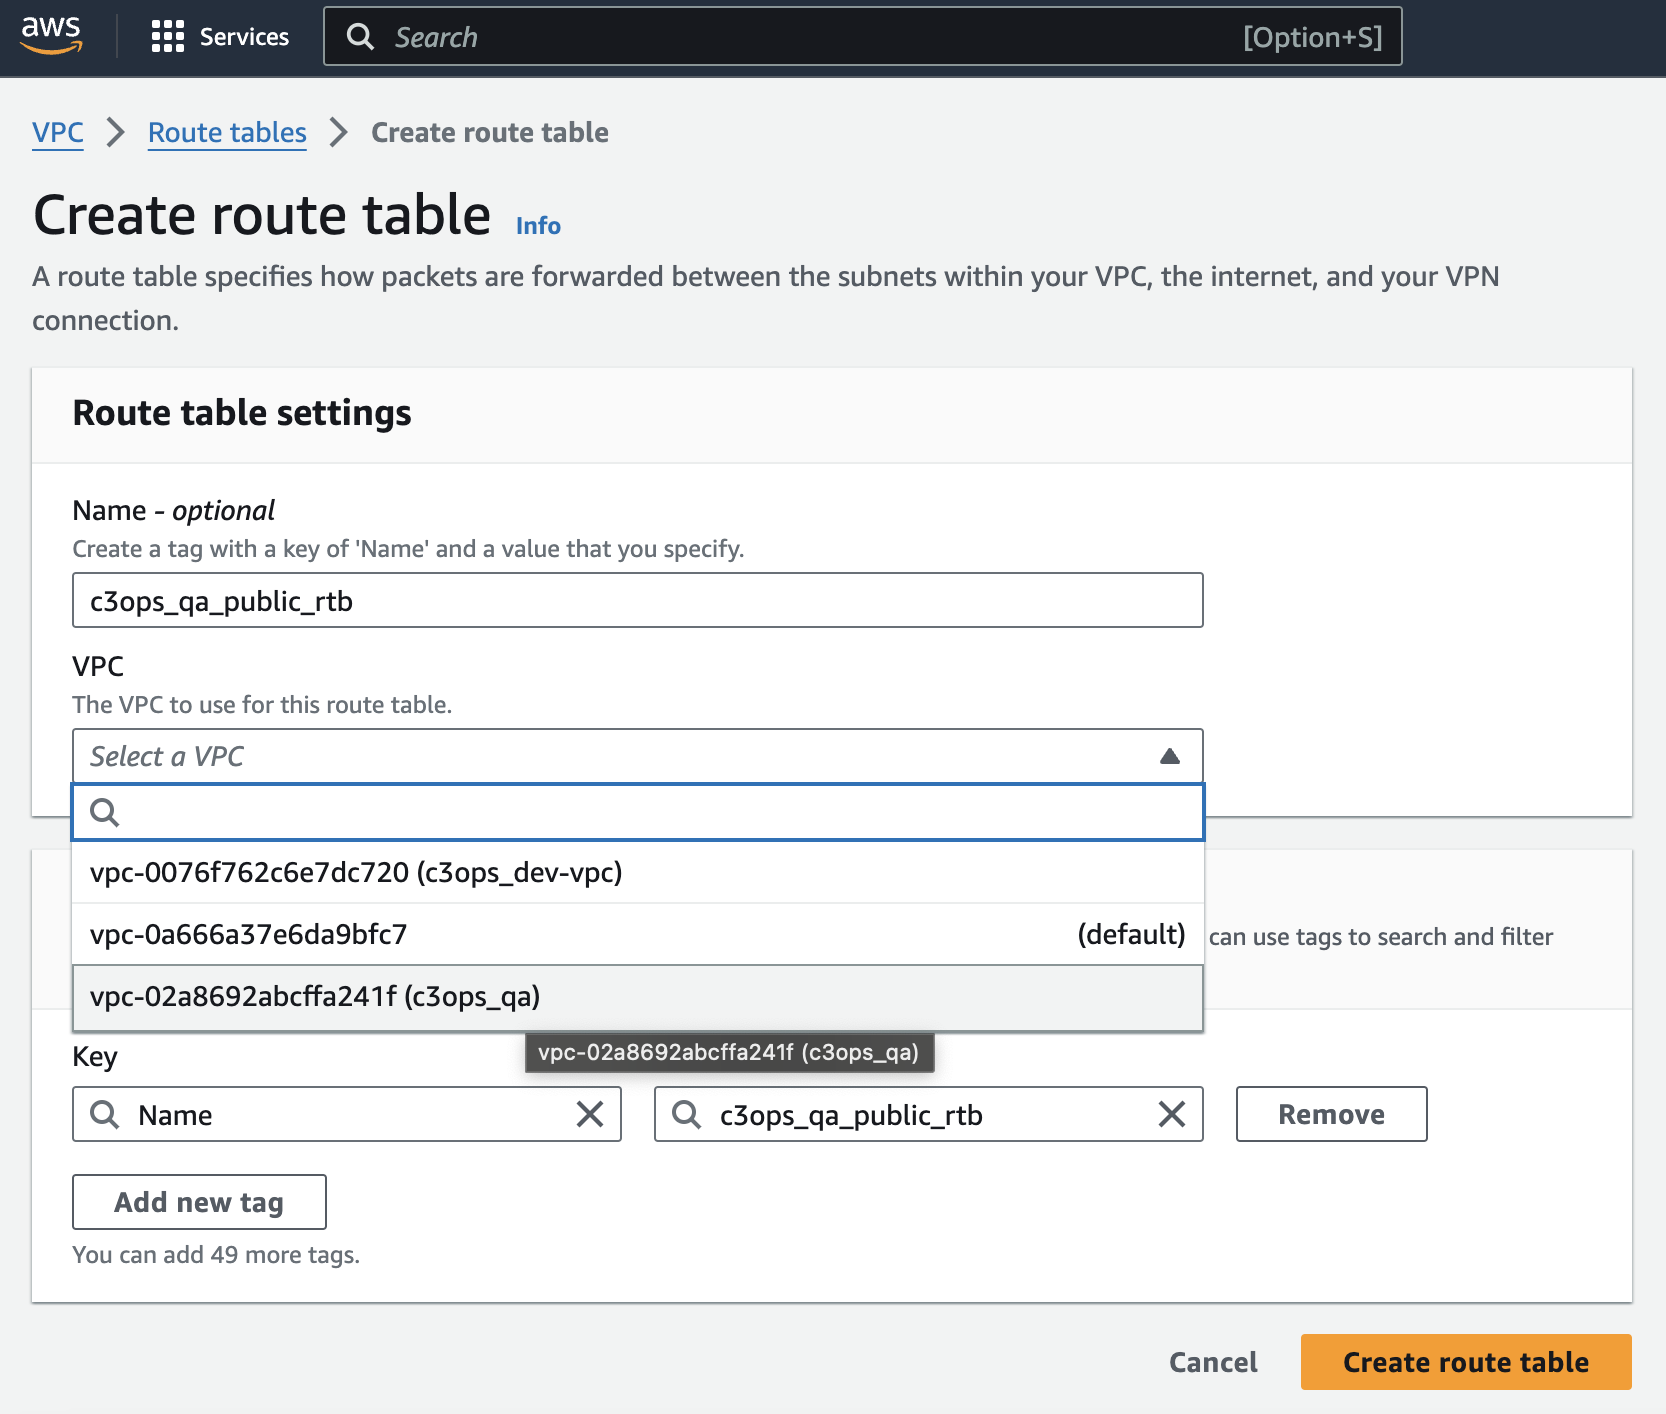 aws
Services
Search
[Option+S]
VPC > Route tables > Create route table
Create route table Info
A route table specifies how packets are forwarded between the subnets within your VPC, the internet, and your VPN
connection.
Route table settings
Name - optional
Create a tag with a key of 'Name' and a value that you specify.
c3ops_qa_public_rtb
VPC
The VPC to use for this route table.
Select a VPC
vpc-0076f762c6e7dc720 (c3ops_dev-vpc)
vpc-0a666a37e6da9bfc7 (default)
can use tags to search and filter
vpc-02a8692abcffa241f (c3ops_qa)
vpc-02a8692abcffa241f (c3ops_qa)
Key
Name
c3ops_qa_public_rtb
Remove
Add new tag
You can add 49 more tags.
Cancel
Create route table